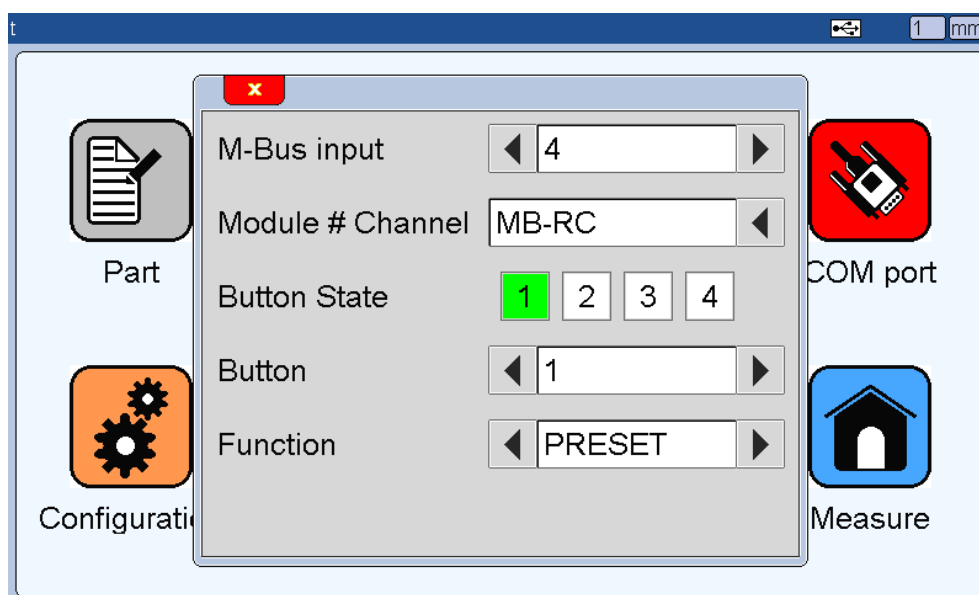 t
1 mm
x
M-Bus input 4
Module # Channel MB-RC
Button State 1 2 3 4
Button 1
Function PRESET
Part
COM port
Configurati
Measure